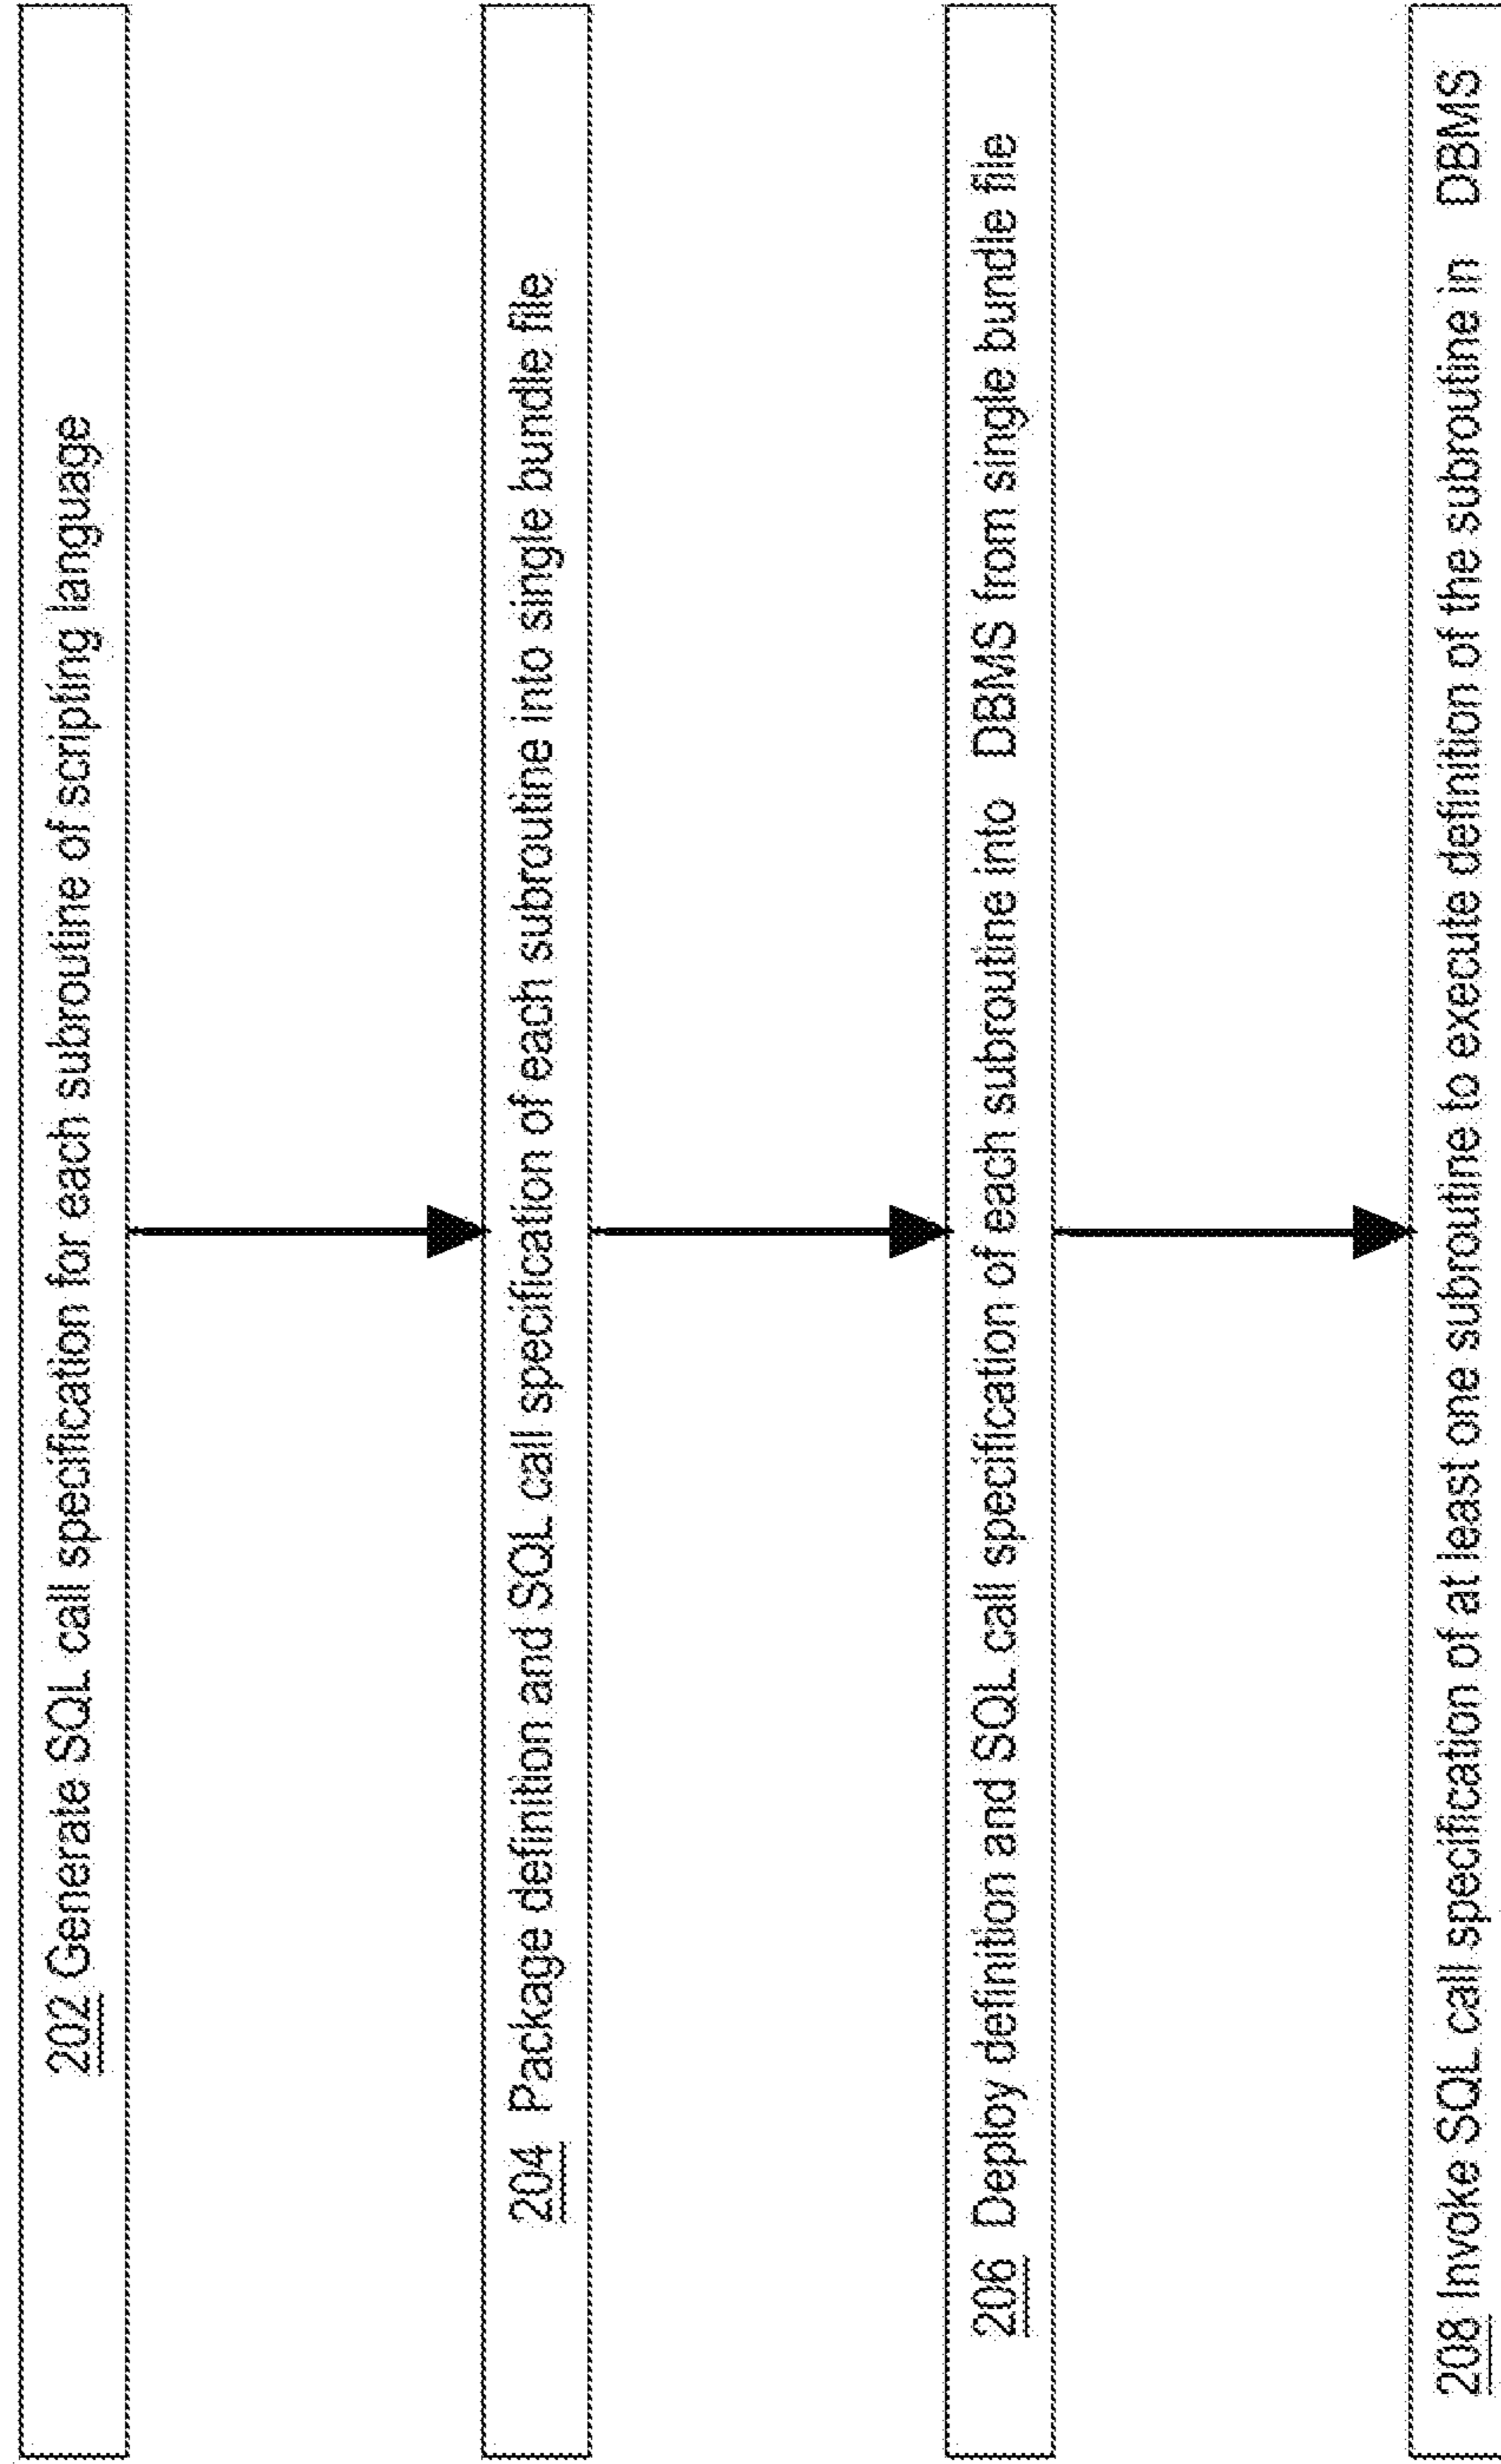 202 Generate SQL call specification for each subroutine of scripting language
204 Package definition and SQL call specification of each subroutine into single bundle file
206 Deploy definition and SQL call specification of each subroutine into DBMS from single bundle file
208 Invoke SQL call specification of at least one subroutine to execute definition of the subroutine in DBMS